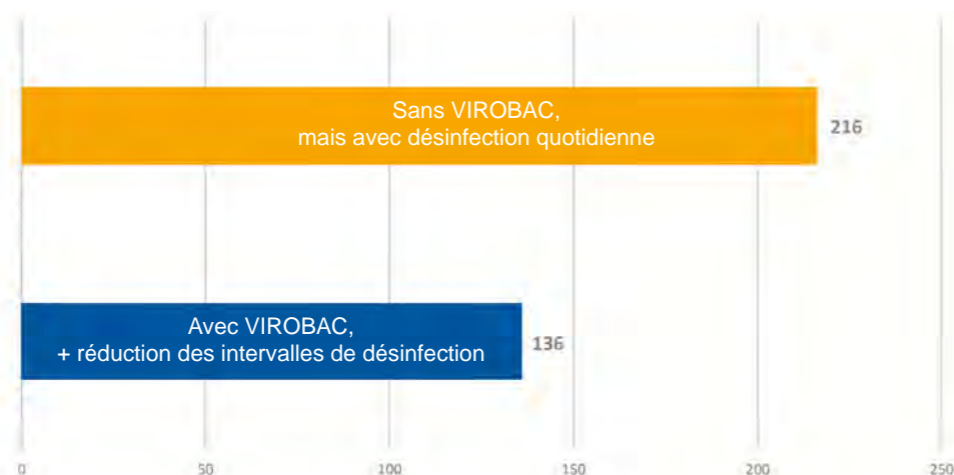 Sans VIROBAC,
mais avec désinfection quotidienne
216
Avec VIROBAC,
+ réduction des intervalles de désinfection
136
0 50 100 150 200 250